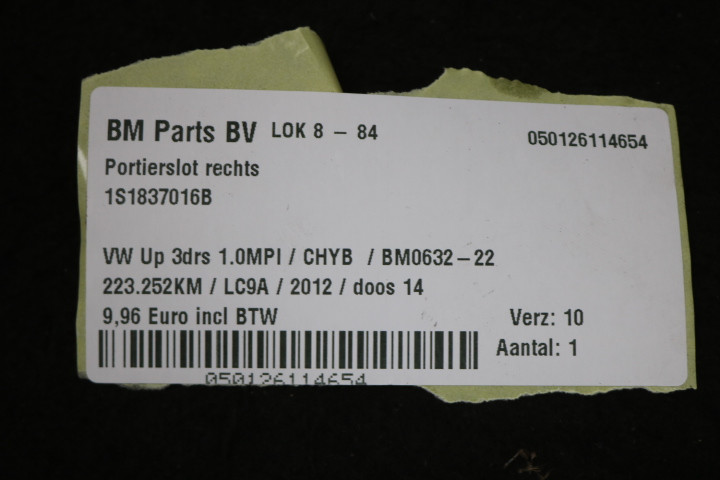 BM Parts BV LOK 8 - 84 050126114654
Portierslot rechts
1S1837016B
VW Up 3drs 1.0MPI / CHYB / BM0632-22
223.252KM / LC9A / 2012 / doos 14
9,96 Euro incl BTW Verz: 10
Aantal: 1
050126114654